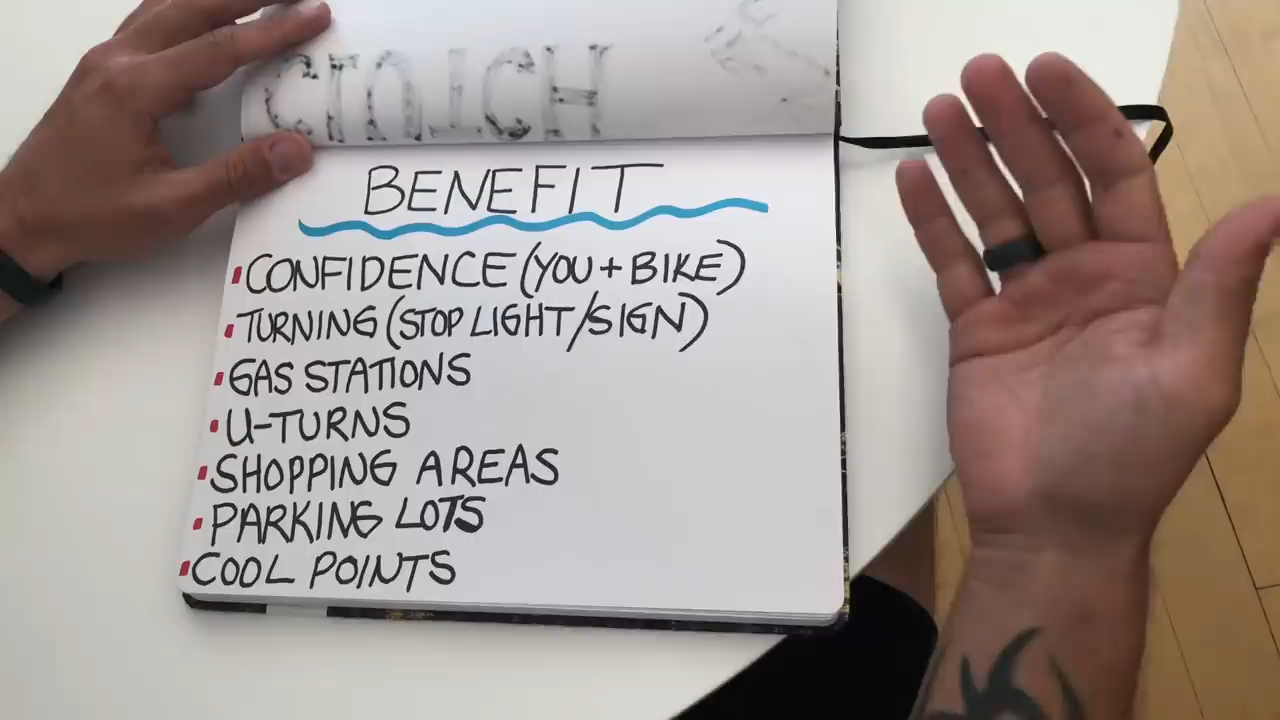 BENEFIT
CONFIDENCE (YOU + BIKE)
TURNING (STOP LIGHT/SIGN)
GAS STATIONS
U-TURNS
SHOPPING AREAS
PARKING LOTS
COOL POINTS